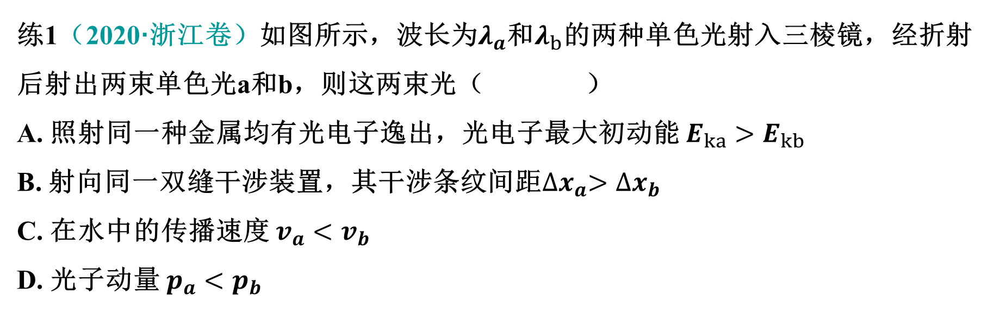 练1（2020·浙江卷）如图所示，波长为λa和λb的两种单色光射入三棱镜，经折射
后射出两束单色光a和b，则这两束光（　　　　）
A. 照射同一种金属均有光电子逸出，光电子最大初动能 Eka > Ekb
B. 射向同一双缝干涉装置，其干涉条纹间距Δxa> Δxb
C. 在水中的传播速度 va < vb
D. 光子动量 pa < pb